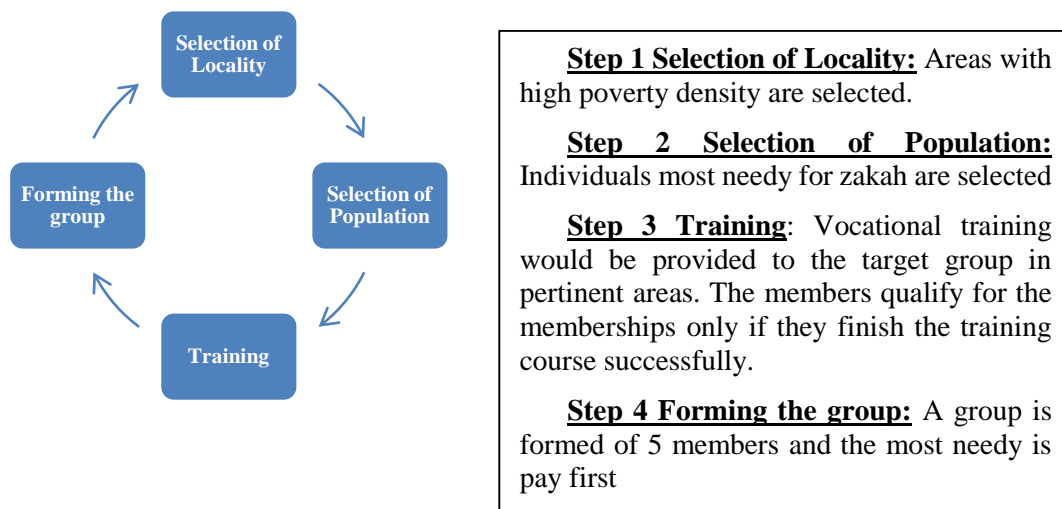 Selection of
Locality
Selection of
Population
Training
Forming the
group
Step 1 Selection of Locality: Areas with
high poverty density are selected.
Step 2 Selection of Population:
Individuals most needy for zakah are selected
Step 3 Training: Vocational training
would be provided to the target group in
pertinent areas. The members qualify for the
memberships only if they finish the training
course successfully.
Step 4 Forming the group: A group is
formed of 5 members and the most needy is
pay first